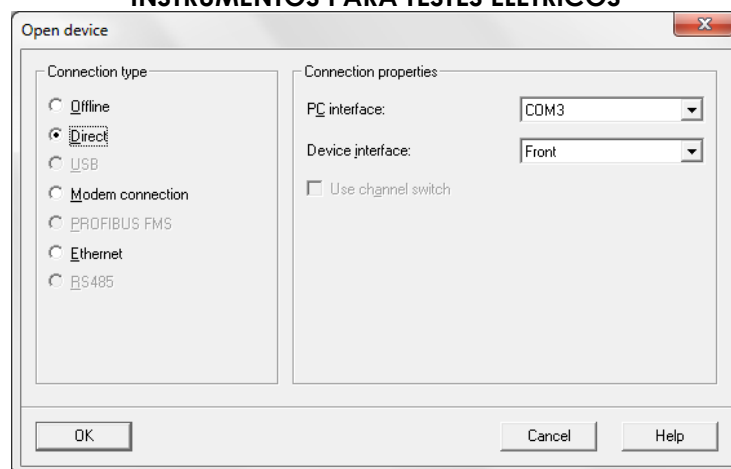 INSTRUMENTOS PARA TESTES ELÉTRICOS
Open device
Connection type
Offline
Direct
USB
Modem connection
PROFIBUS FMS
Ethernet
RS485
Connection properties
PC interface: COM3
Device interface: Front
Use channel switch
OK Cancel Help